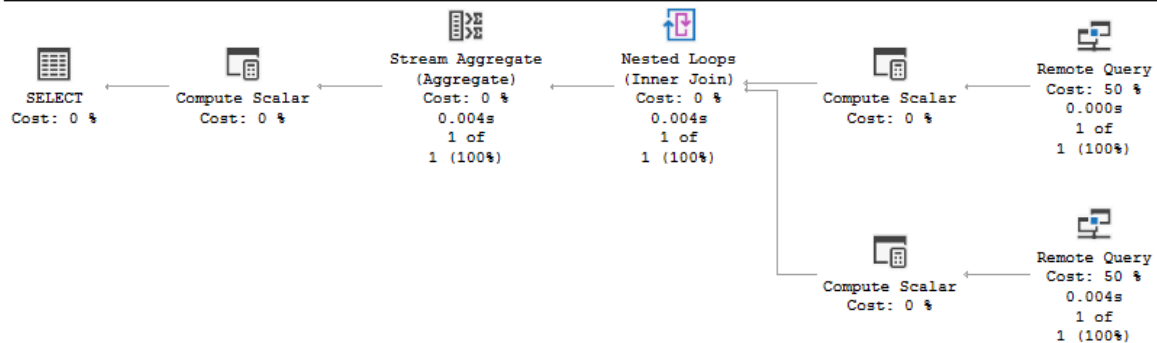 SELECT
Cost: 0 %
Compute Scalar
Cost: 0 %
Stream Aggregate
(Aggregate)
Cost: 0 %
0.004s
1 of
1 (100%)
Nested Loops
(Inner Join)
Cost: 0 %
0.004s
1 of
1 (100%)
Compute Scalar
Cost: 0 %
Remote Query
Cost: 50 %
0.000s
1 of
1 (100%)
Compute Scalar
Cost: 0 %
Remote Query
Cost: 50 %
0.004s
1 of
1 (100%)